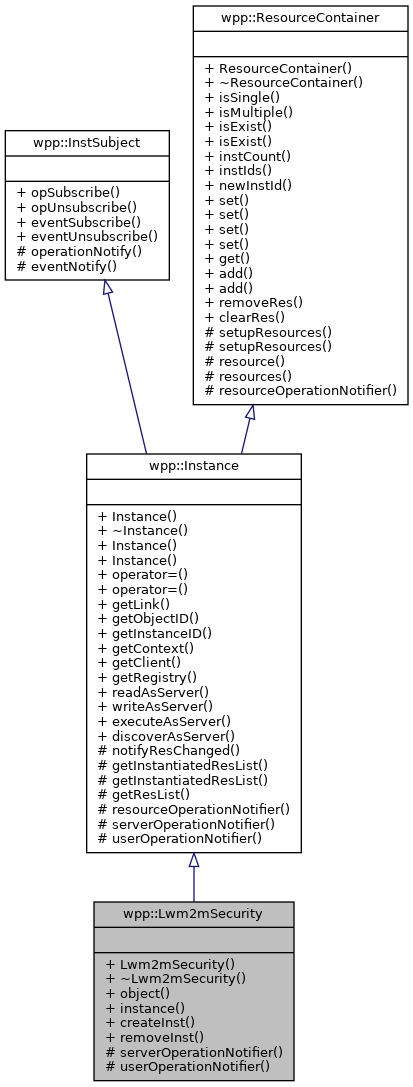 wpp::ResourceContainer
+ ResourceContainer()
+ ~ResourceContainer()
+ isSingle()
+ isMultiple()
+ isExist()
+ isExist()
+ instCount()
+ instIds()
+ newInstId()
+ set()
+ set()
+ set()
+ set()
+ get()
+ add()
+ add()
+ removeRes()
+ clearRes()
# setupResources()
# setupResources()
# resource()
# resources()
# resourceOperationNotifier()
wpp::InstSubject
+ opSubscribe()
+ opUnsubscribe()
+ eventSubscribe()
+ eventUnsubscribe()
# operationNotify()
# eventNotify()
wpp::Instance
+ Instance()
+ ~Instance()
+ Instance()
+ Instance()
+ operator=()
+ operator=()
+ getLink()
+ getObjectID()
+ getInstanceID()
+ getContext()
+ getClient()
+ getRegistry()
+ readAsServer()
+ writeAsServer()
+ executeAsServer()
+ discoverAsServer()
# notifyResChanged()
# getInstantiatedResList()
# getInstantiatedResList()
# getResList()
# resourceOperationNotifier()
# serverOperationNotifier()
# userOperationNotifier()
wpp::Lwm2mSecurity
+ Lwm2mSecurity()
+ ~Lwm2mSecurity()
+ object()
+ instance()
+ createInst()
+ removeInst()
# serverOperationNotifier()
# userOperationNotifier()